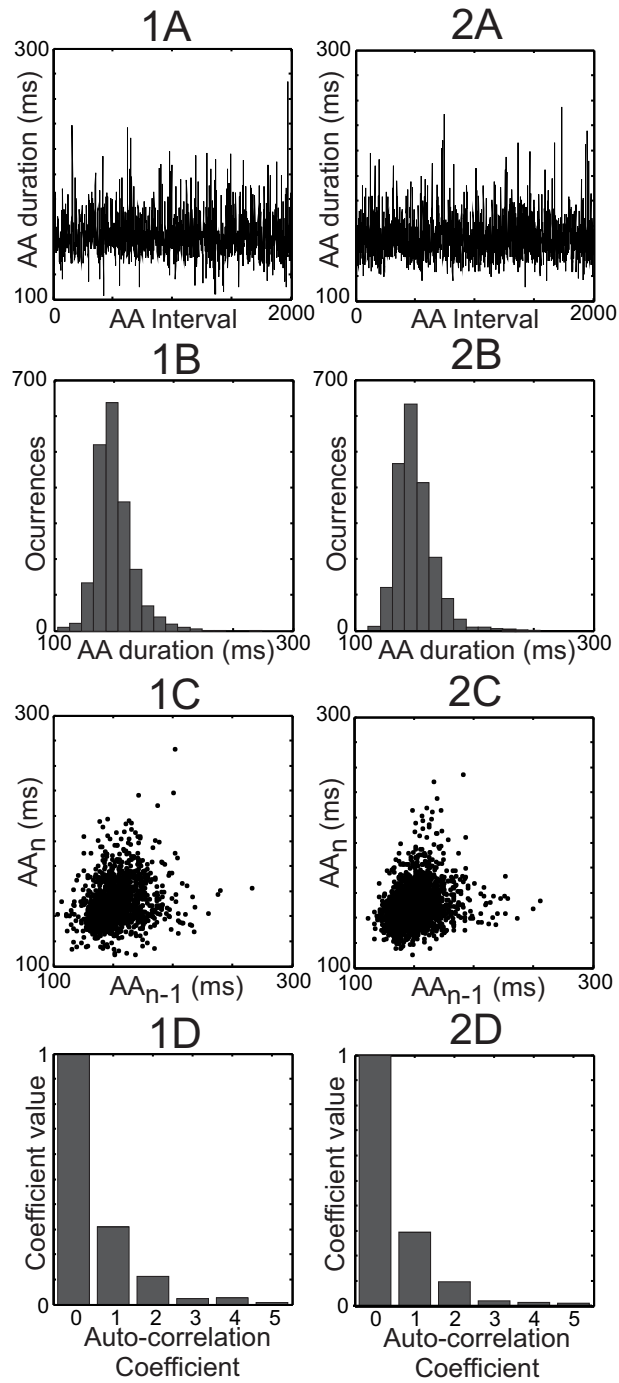 1A
300
AA duration (ms)
100
0
AA Interval
2000
2A
300
AA duration (ms)
100
0
AA Interval
2000
1B
700
Ocurrences
0
100
AA duration (ms)
300
2B
700
Ocurrences
0
100
AA duration (ms)
300
1C
300
AAn (ms)
100
100
AAn-1 (ms)
300
2C
300
AAn (ms)
100
100
AAn-1 (ms)
300
1D
1
Coefficient value
0
0 1 2 3 4 5
Auto-correlation
Coefficient
2D
1
Coefficient value
0
0 1 2 3 4 5
Auto-correlation
Coefficient